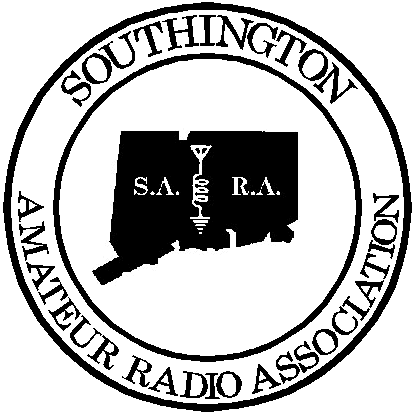 SOUTHINGTON
S.A. R.A.
AMATEUR RADIO ASSOCIATION